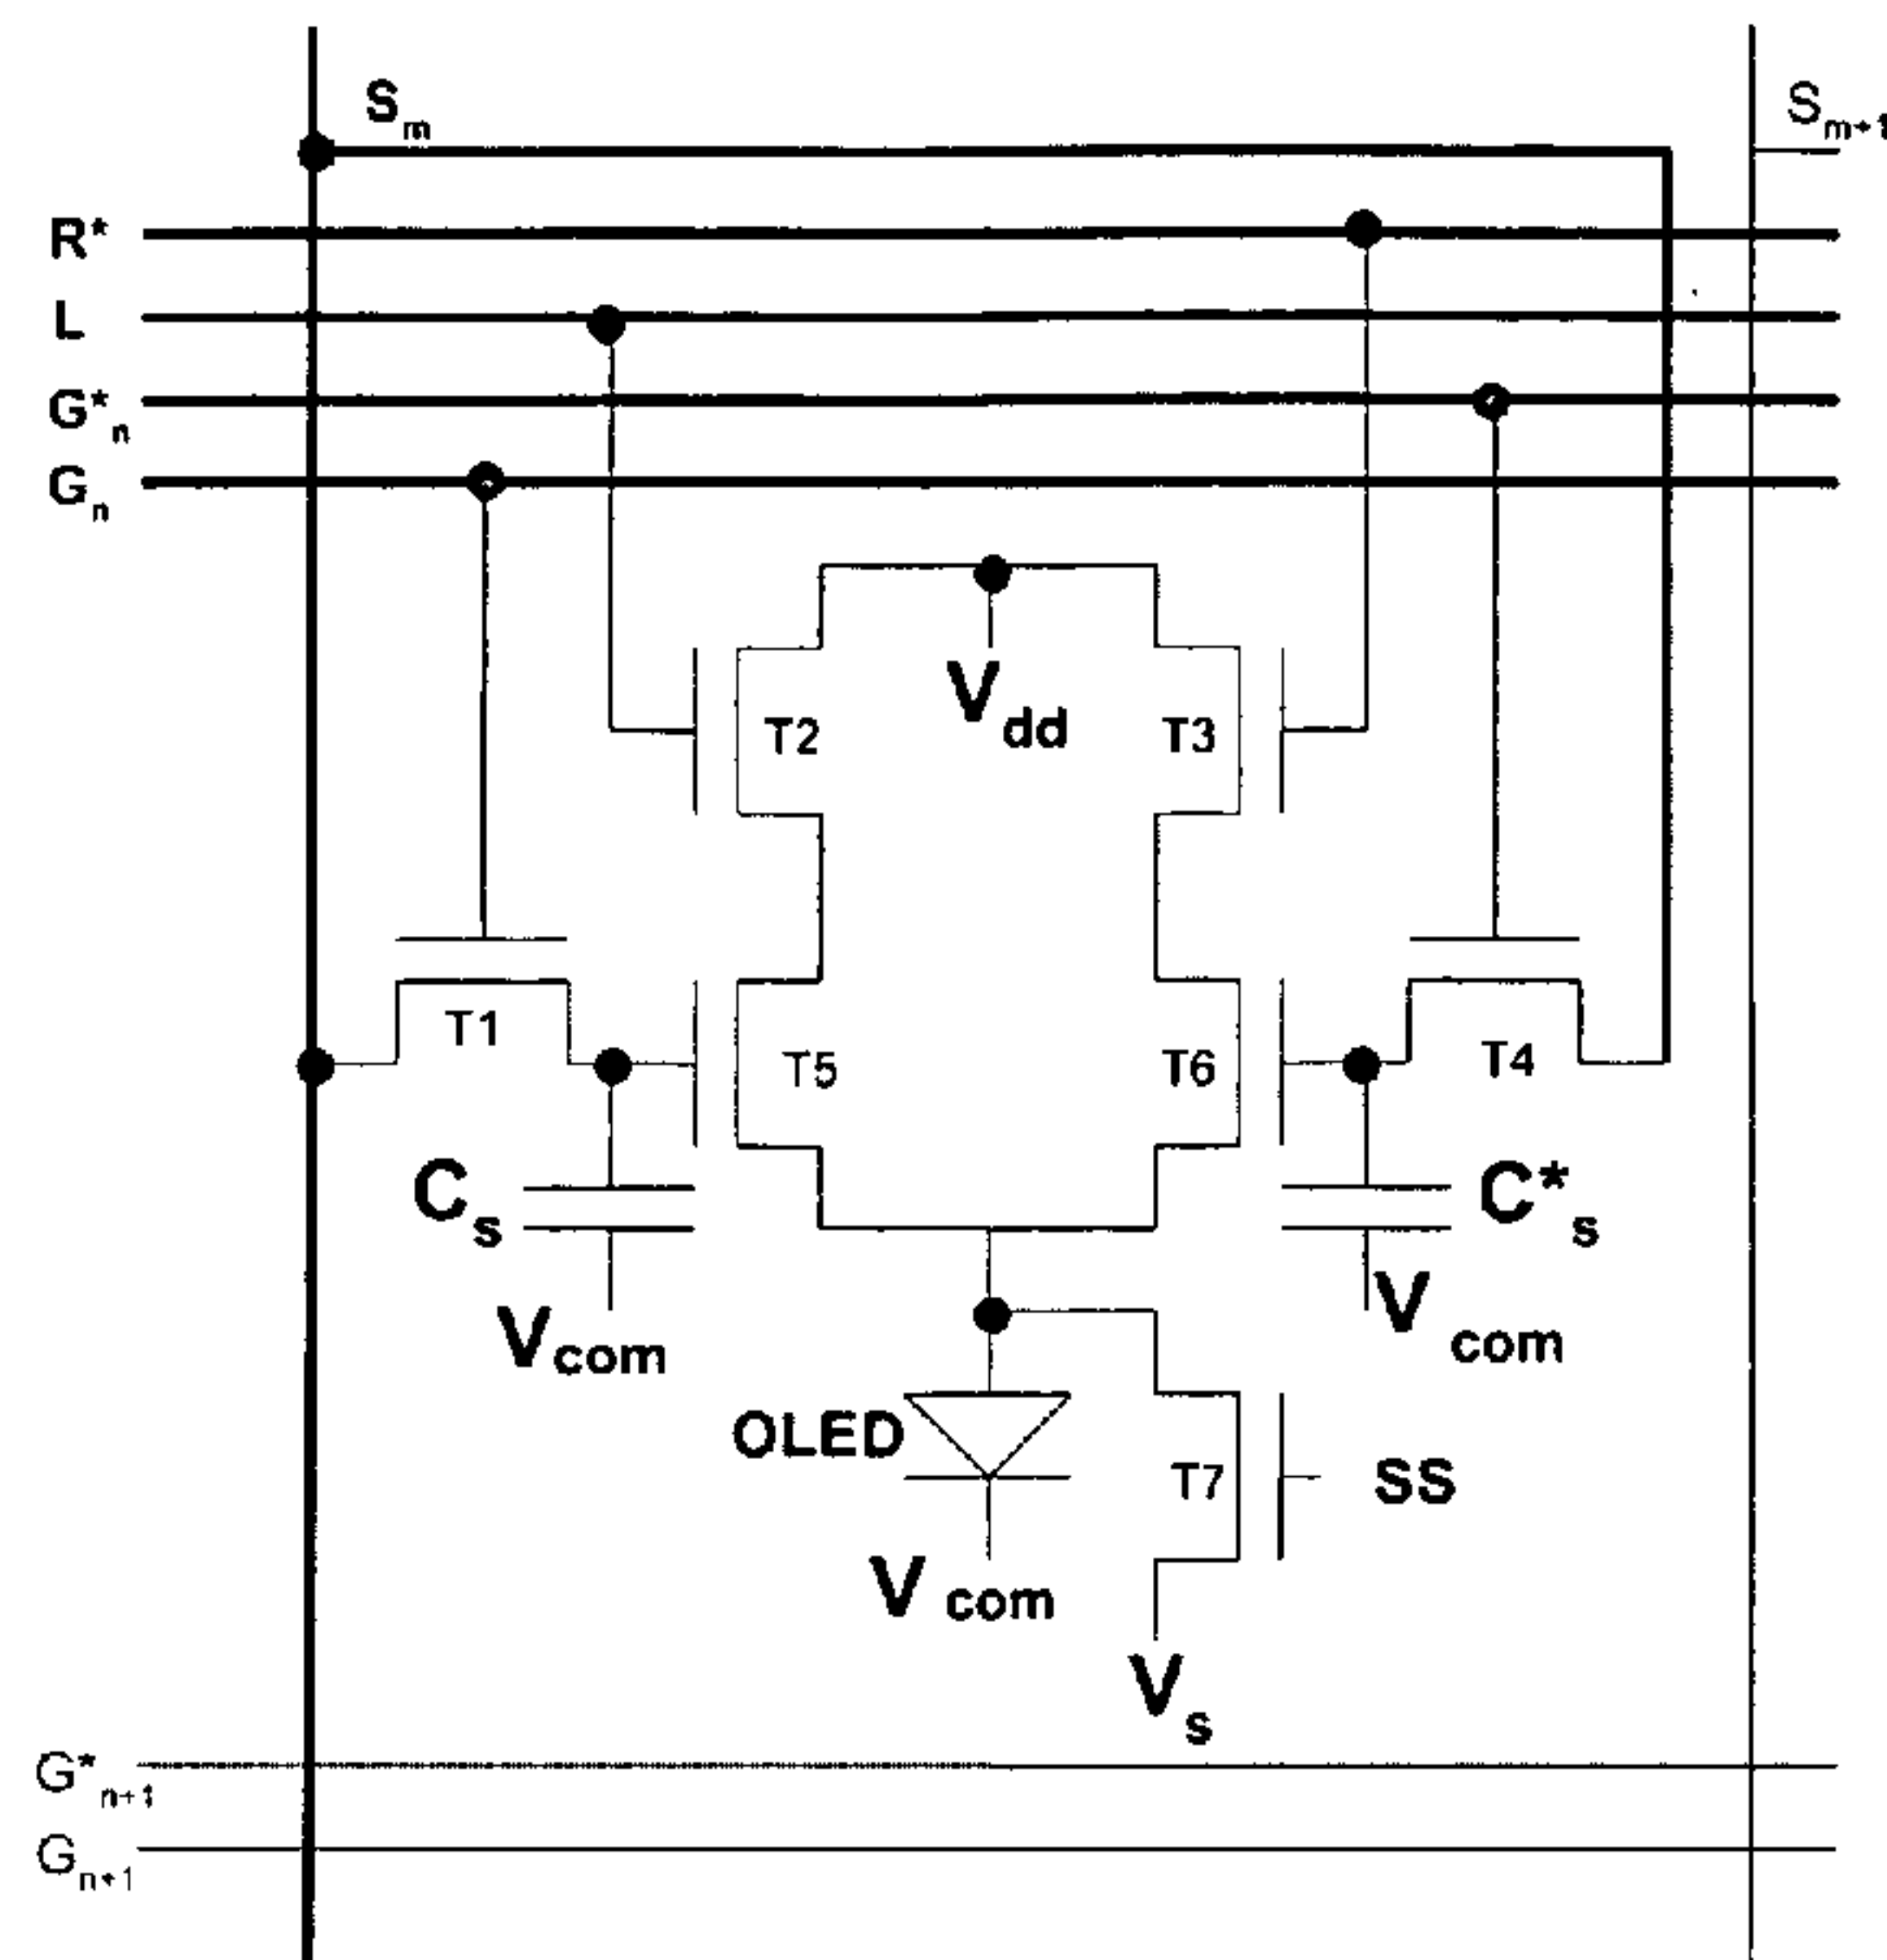 Sm
Sm+1
R*
L
G*n
Gn
Vdd
T2
T3
T1
T5
T6
T4
Cs
C*s
Vcom
Vcom
OLED
T7
SS
Vcom
Vs
G*n+1
Gn+1